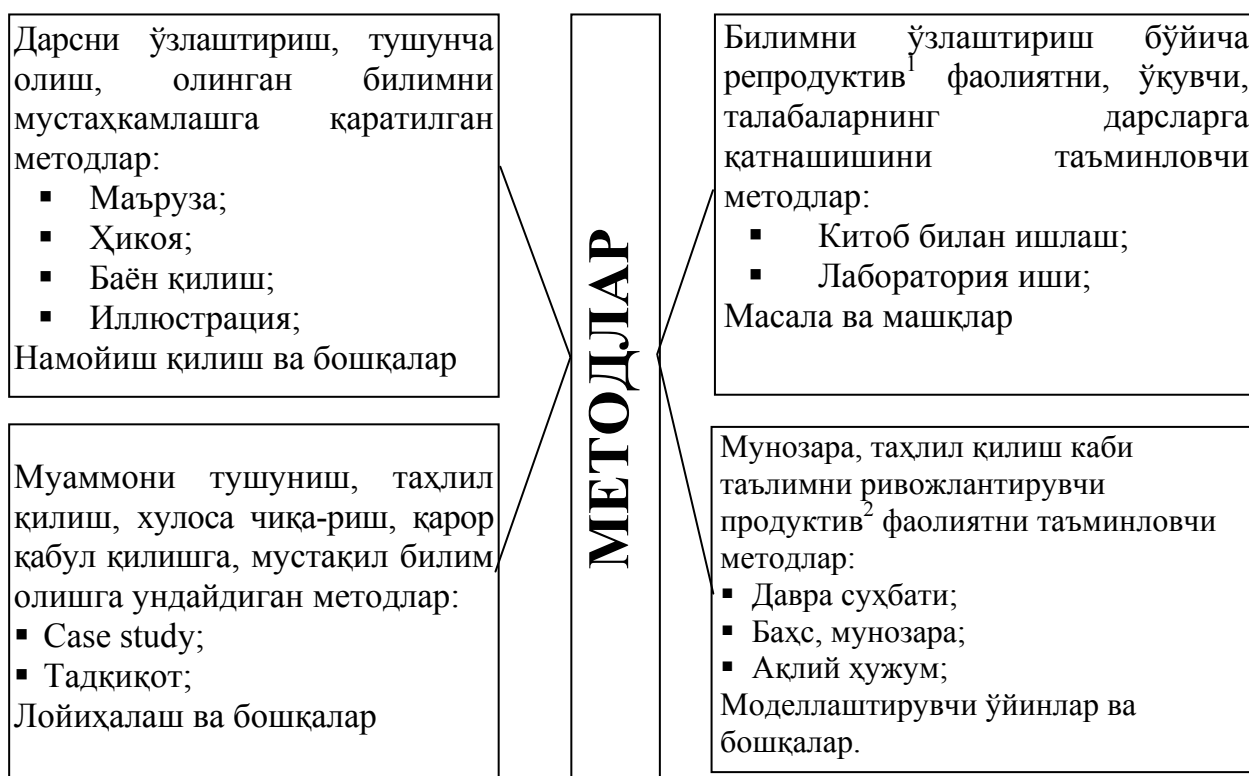 Дарсни ўзлаштириш, тушунча
олиш, олинган билимни
мустаҳкамлашга қаратилган
методлар:
▪ Маъруза;
▪ Ҳикоя;
▪ Баён қилиш;
▪ Иллюстрация;
Намойиш қилиш ва бошқалар
Муаммони тушуниш, таҳлил
қилиш, хулоса чиқа-риш, қарор
қабул қилишга, мустақил билим
олишга ундайдиган методлар:
▪ Case study;
▪ Тадқиқот;
Лойиҳалаш ва бошқалар
МЕТОДЛАР
Билимни ўзлаштириш бўйича
репродуктив¹ фаолиятни, ўқувчи,
талабаларнинг дарсларга
қатнашишини таъминловчи
методлар:
▪ Китоб билан ишлаш;
▪ Лаборатория иши;
Масала ва машқлар
Мунозара, таҳлил қилиш каби
таълимни ривожлантирувчи
продуктив² фаолиятни таъминловчи
методлар:
▪ Давра суҳбати;
▪ Баҳс, мунозара;
▪ Ақлий ҳужум;
Моделлаштирувчи ўйинлар ва
бошқалар.